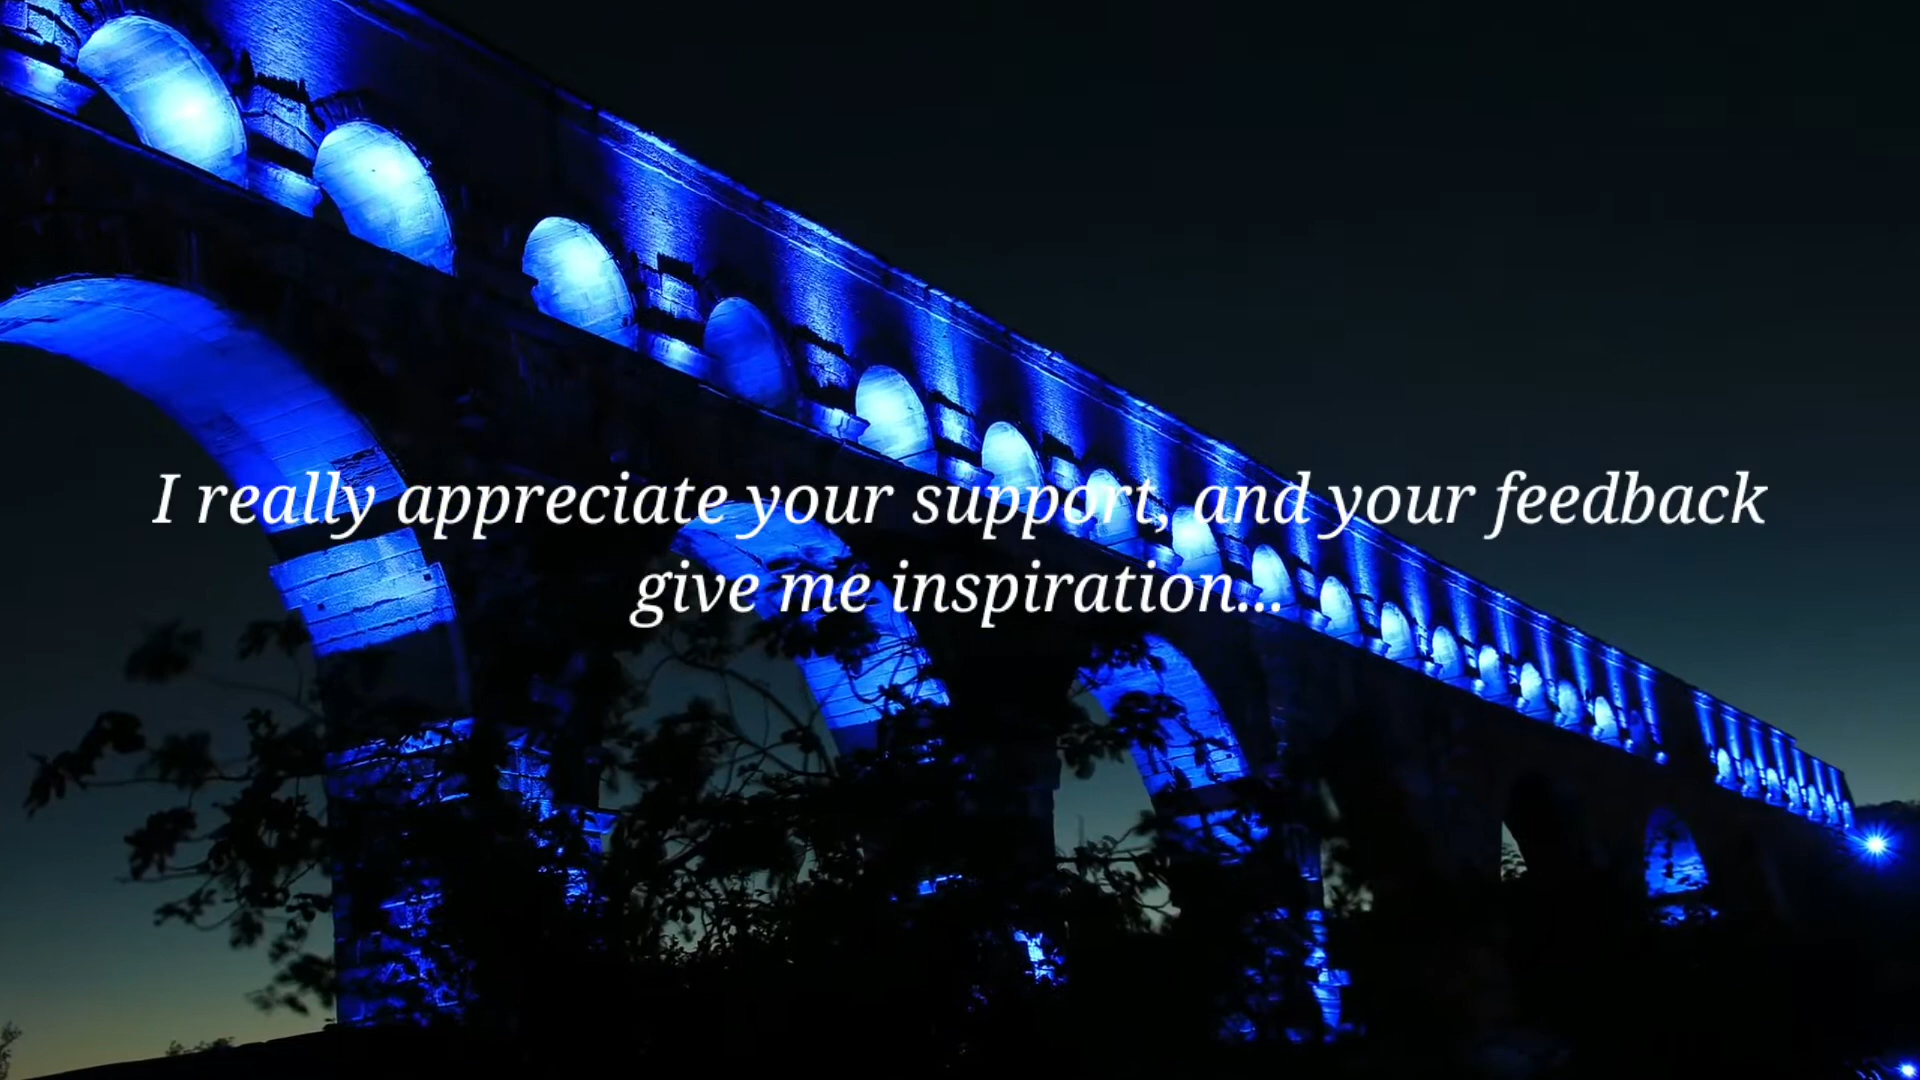 I really appreciate your support, and your feedback
give me inspiration...